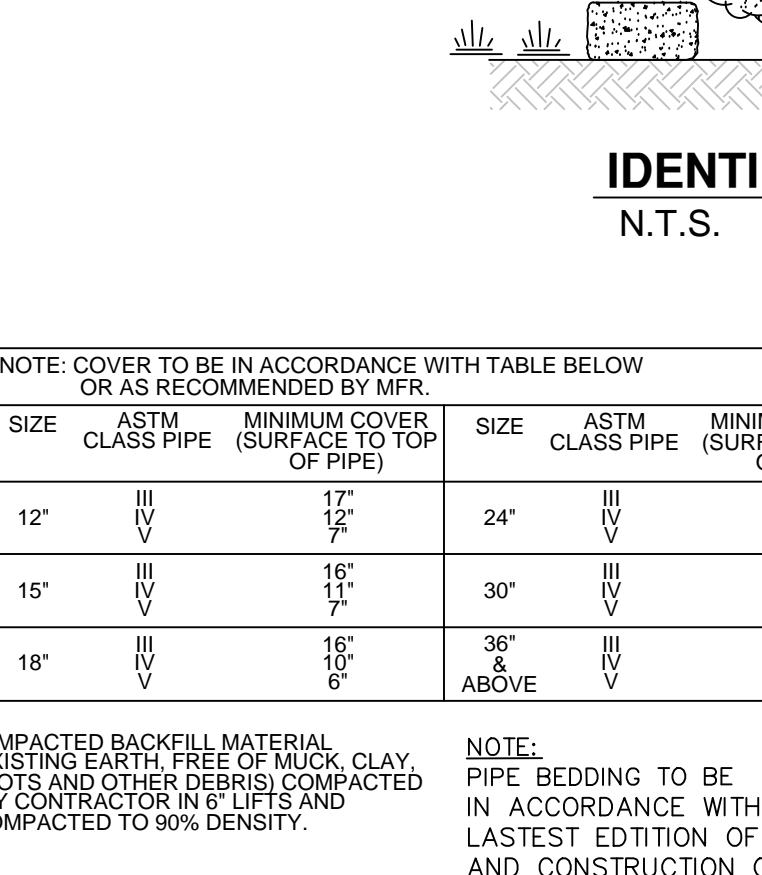 IDENTI
N.T.S.
NOTE: COVER TO BE IN ACCORDANCE WITH TABLE BELOW
OR AS RECOMMENDED BY MFR.
SIZE ASTM CLASS PIPE MINIMUM COVER (SURFACE TO TOP OF PIPE) SIZE ASTM CLASS PIPE MINI (SURF
12" III 17" 24" III
IV 12" IV
V 7" V
15" III 16" 30" III
IV 11" IV
V 7" V
18" III 16" 36" III
IV 10" & IV
V 6" ABOVE V
MPACTED BACKFILL MATERIAL
XISTING EARTH, FREE OF MUCK, CLAY,
OTS AND OTHER DEBRIS) COMPACTED
Y CONTRACTOR IN 6" LIFTS AND
OMPACTED TO 90% DENSITY.
NOTE:
PIPE BEDDING TO BE
IN ACCORDANCE WITH
LASTEST EDTITION OF
AND CONSTRUCTION